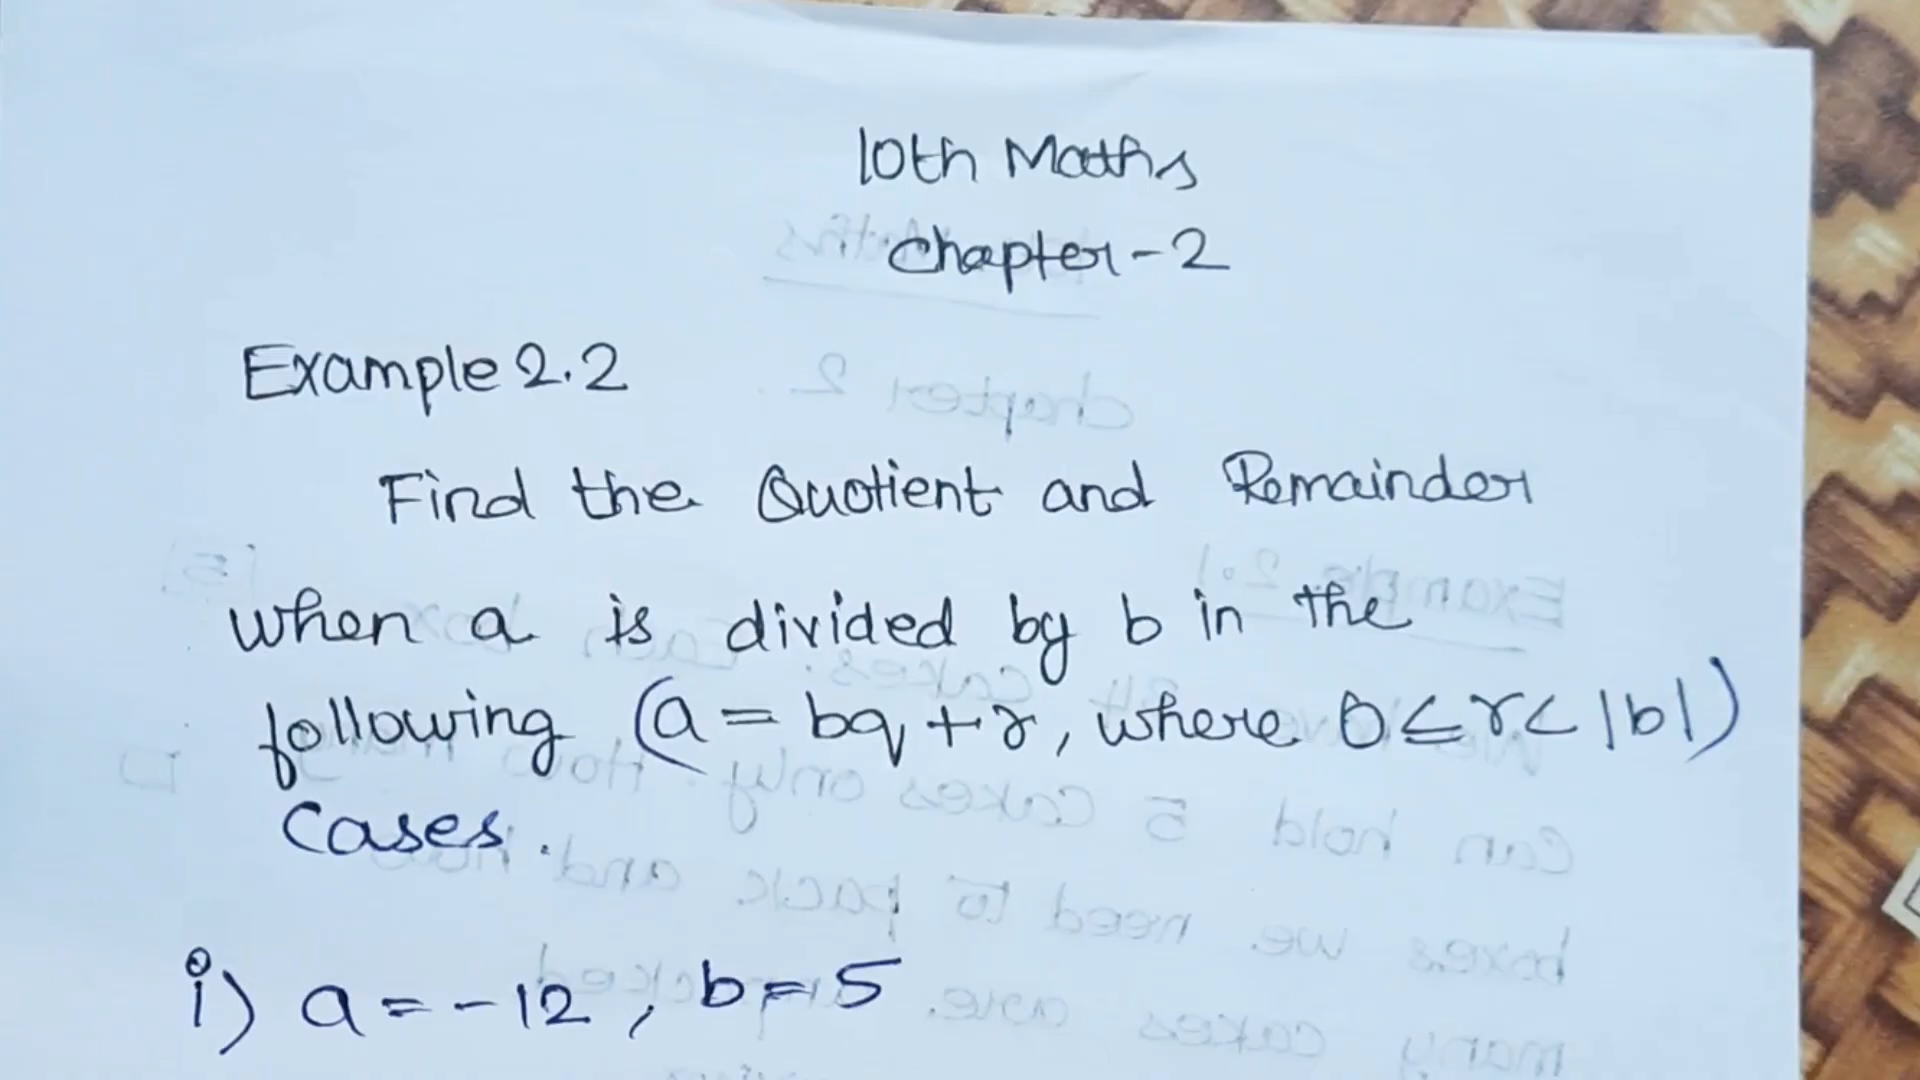 10th Maths
Chapter-2
Example 2.2
Find the Quotient and Remainder
when a is divided by b in the
following (a = bq + r, where 0 ≤ r < |b|)
Cases.
i) a = -12, b = 5